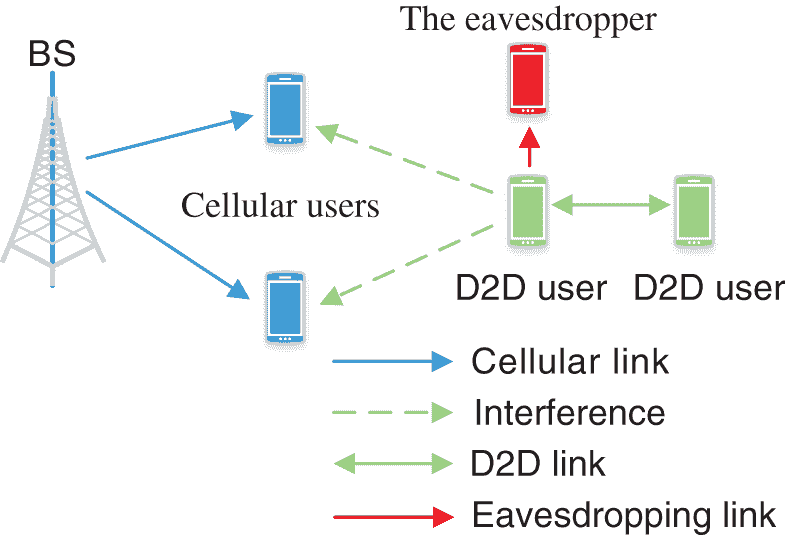 The eavesdropper
BS
Cellular users
D2D user
D2D user
Cellular link
Interference
D2D link
Eavesdropping link